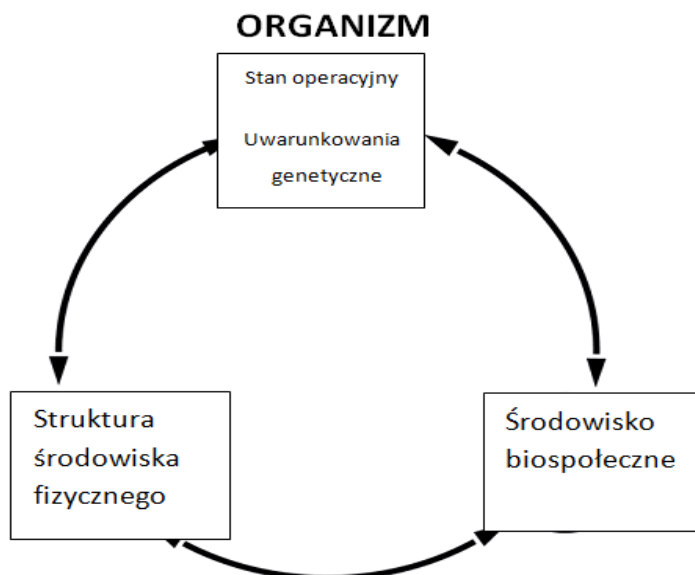 ORGANIZM
Stan operacyjny
Uwarunkowania
genetyczne
Struktura
środowiska
fizycznego
Środowisko
biospołeczne